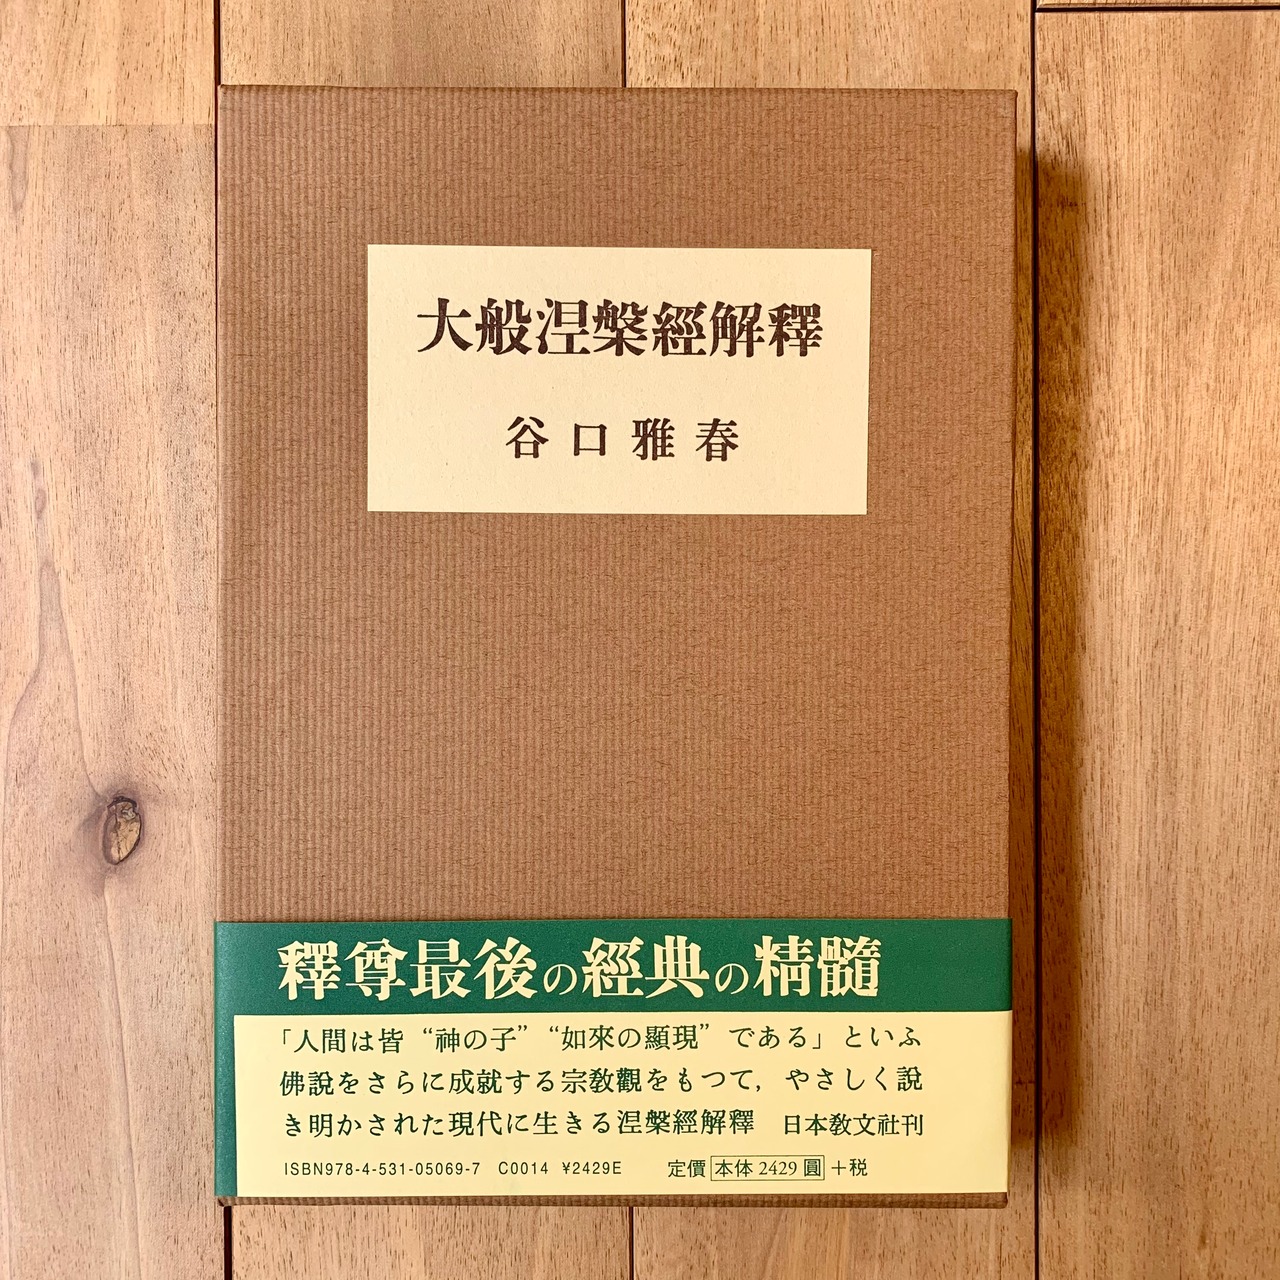 大般涅槃經解釋
谷口雅春
釋尊最後の經典の精髓
「人間は皆 “神の子” “如來の顯現” である」といふ
佛說をさらに成就する宗敎觀をもつて，やさしく說
き明かされた現代に生きる涅槃經解釋　日本敎文社刊
ISBN978-4-531-05069-7 C0014 ¥2429E 定價 本体 2429 圓 +税